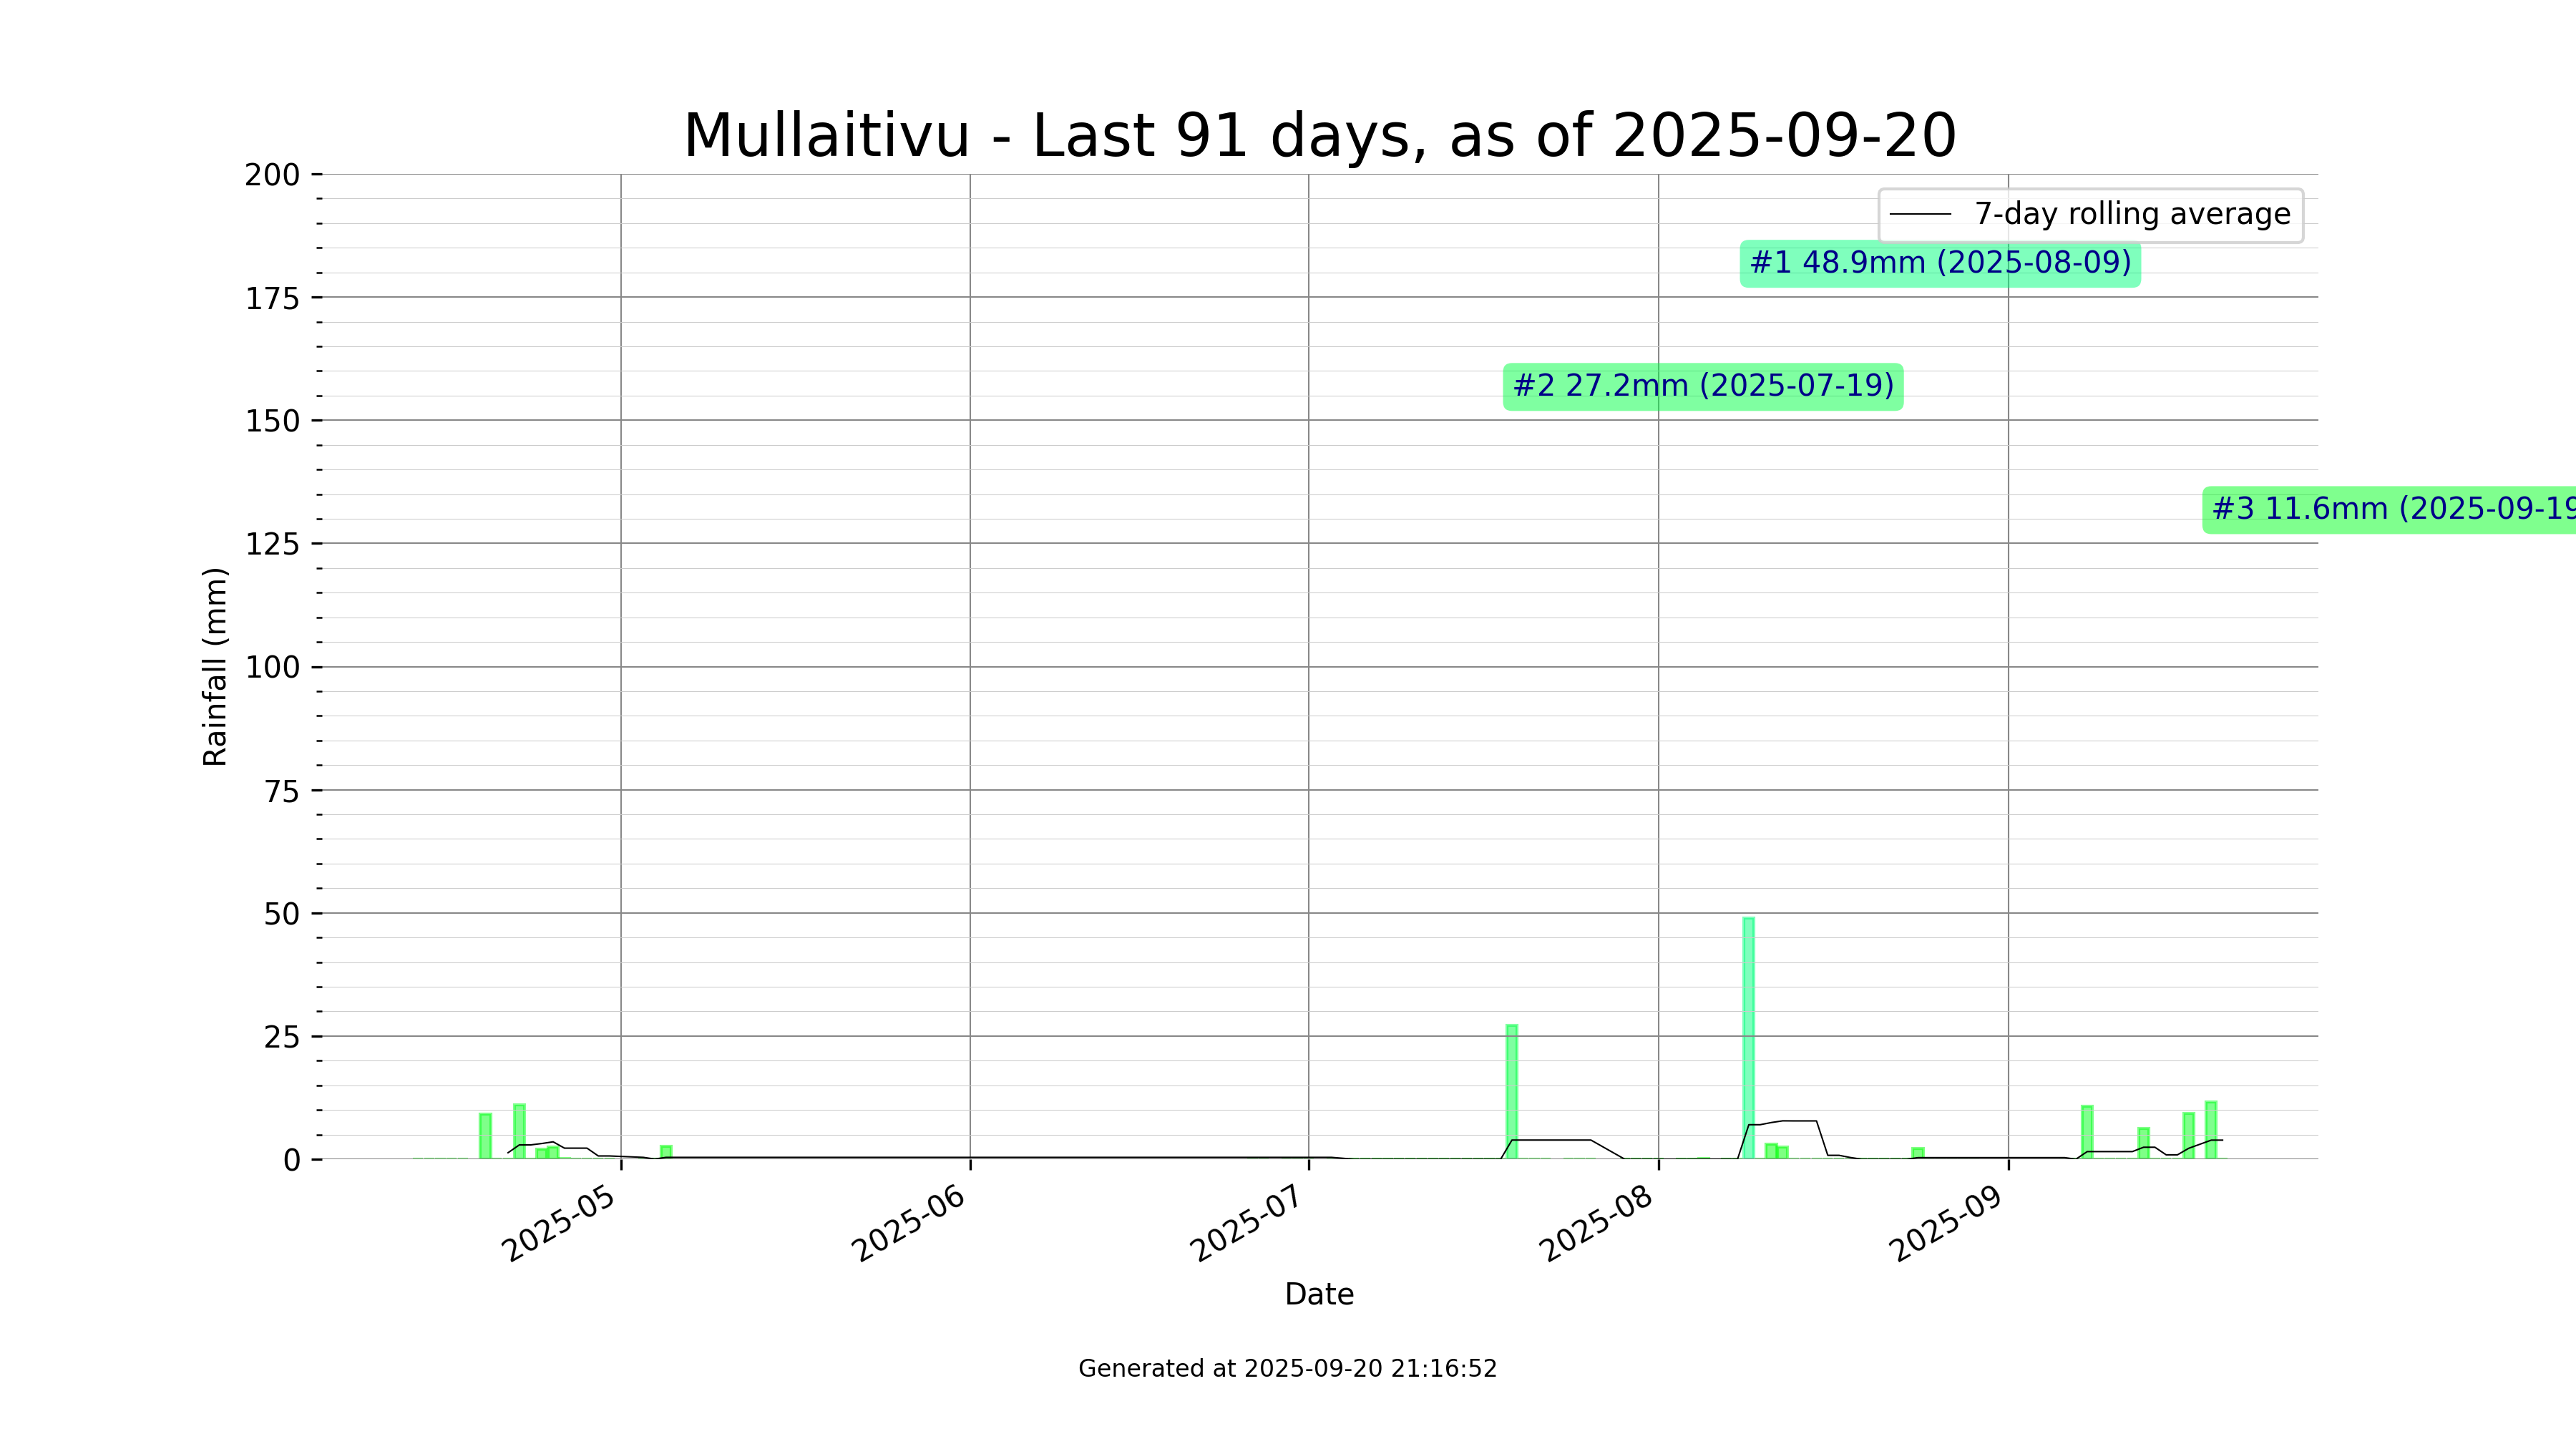 Mullaitivu - Last 91 days, as of 2025-09-20
200
175
150
125
100
75
50
25
0
Rainfall (mm)
7-day rolling average
#1 48.9mm (2025-08-09)
#2 27.2mm (2025-07-19)
#3 11.6mm (2025-09-19
2025-05
2025-06
2025-07
2025-08
2025-09
Date
Generated at 2025-09-20 21:16:52